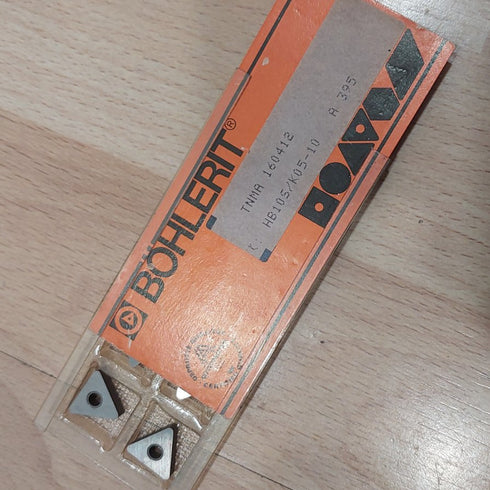 BÖHLERIT®
TNMA 160412
HB105/K05-10 A 395